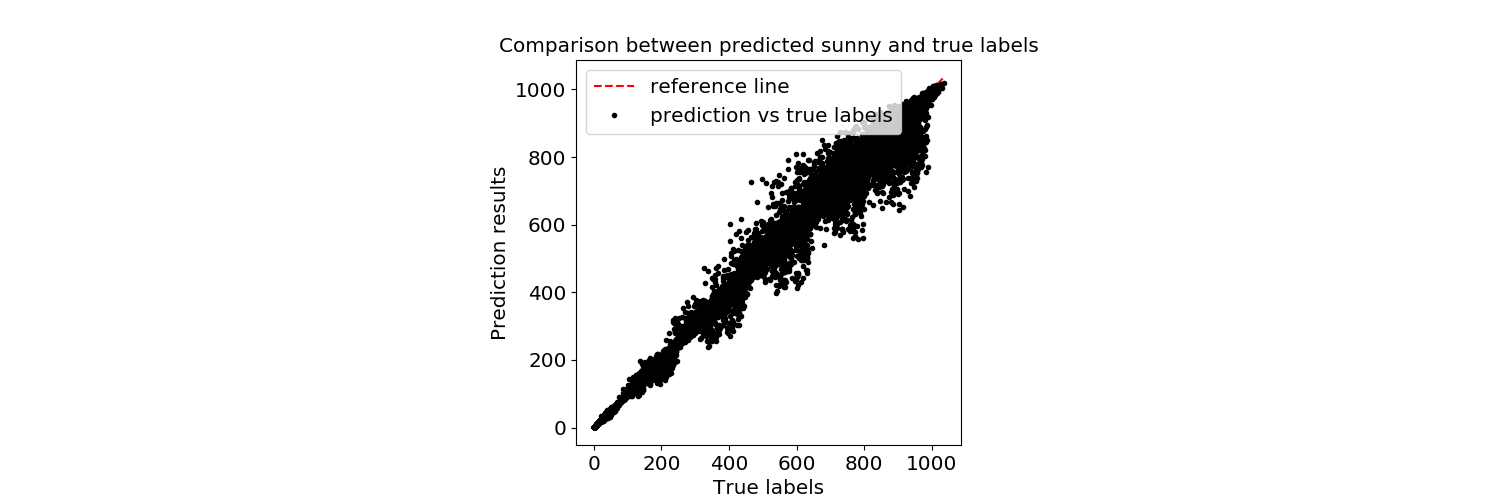 Comparison between predicted sunny and true labels
reference line
prediction vs true labels
Prediction results
1000
800
600
400
200
0
0 200 400 600 800 1000
True labels